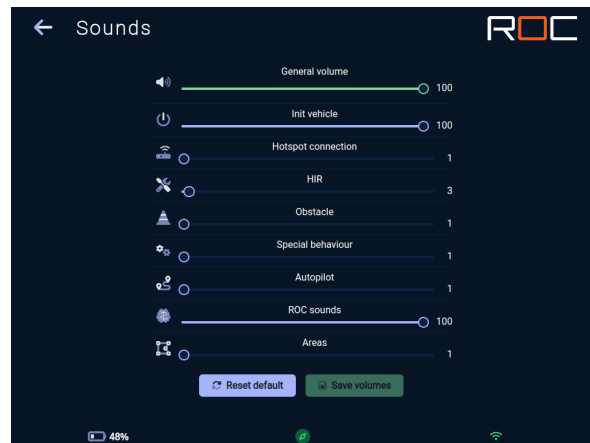 Sounds
ROC
General volume
100
Init vehicle
100
Hotspot connection
1
HIR
3
Obstacle
1
Special behaviour
1
Autopilot
1
ROC sounds
100
Areas
1
Reset default
Save volumes
48%